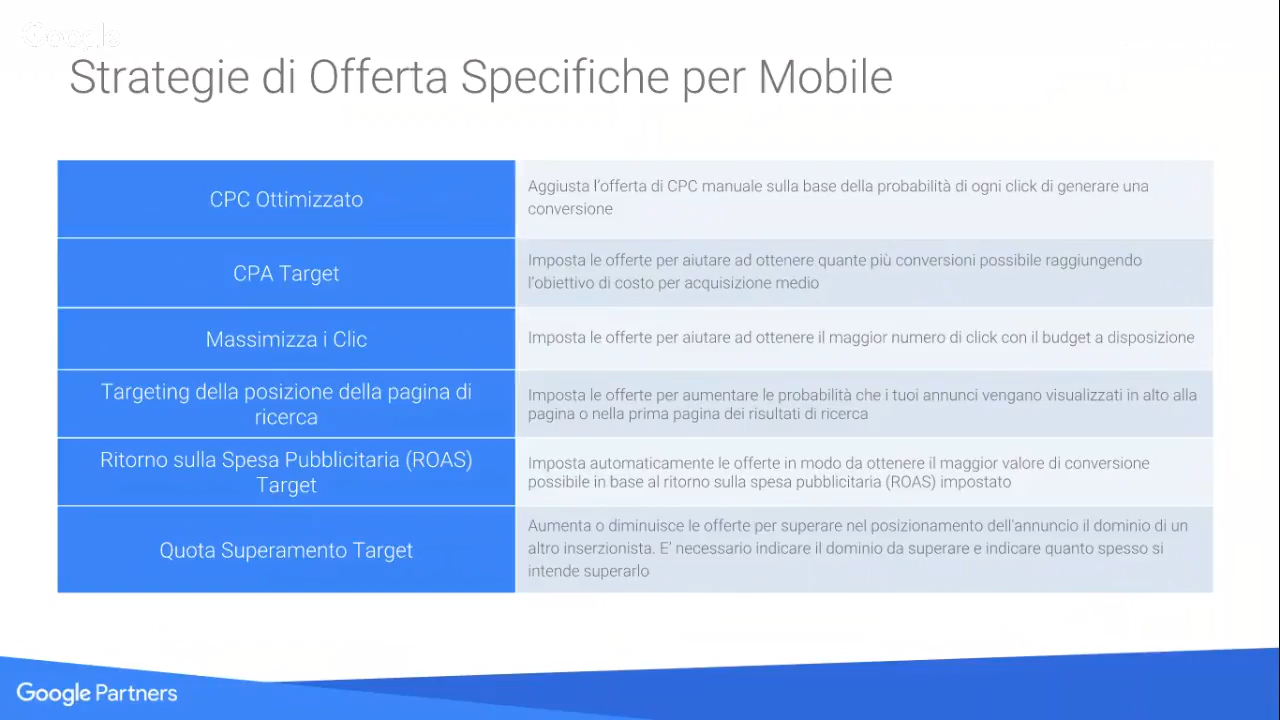 Google
Strategie di Offerta Specifiche per Mobile
CPC Ottimizzato
Aggiusta l'offerta di CPC manuale sulla base della probabilità di ogni click di generare una
conversione
CPA Target
Imposta le offerte per aiutare ad ottenere quante più conversioni possibile raggiungendo
l'obiettivo di costo per acquisizione medio
Massimizza i Clic
Imposta le offerte per aiutare ad ottenere il maggior numero di click con il budget a disposizione
Targeting della posizione della pagina di
ricerca
Imposta le offerte per aumentare le probabilità che i tuoi annunci vengano visualizzati in alto alla
pagina o nella prima pagina dei risultati di ricerca
Ritorno sulla Spesa Pubblicitaria (ROAS)
Target
Imposta automaticamente le offerte in modo da ottenere il maggior valore di conversione
possibile in base al ritorno sulla spesa pubblicitaria (ROAS) impostato
Quota Superamento Target
Aumenta o diminuisce le offerte per superare nel posizionamento dell'annuncio il dominio di un
altro inserzionista. E' necessario indicare il dominio da superare e indicare quanto spesso si
intende superarlo
Google Partners